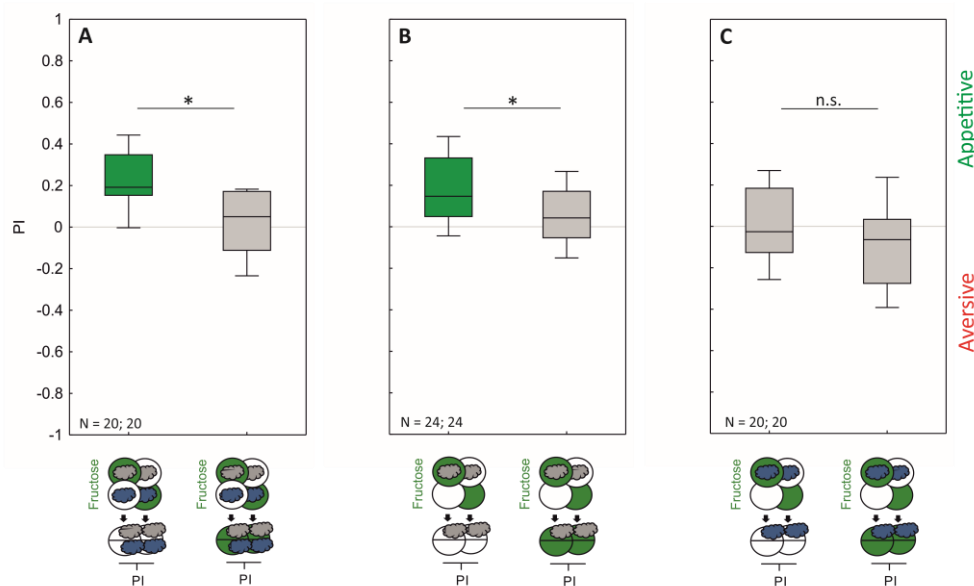 A
B
C
1
0.8
0.6
0.4
0.2
0
-0.2
-0.4
-0.6
-0.8
-1
PI
*
*
n.s.
N = 20; 20
N = 24; 24
N = 20; 20
Appetitive
Aversive
Fructose
Fructose
Fructose
Fructose
Fructose
Fructose
PI
PI
PI
PI
PI
PI